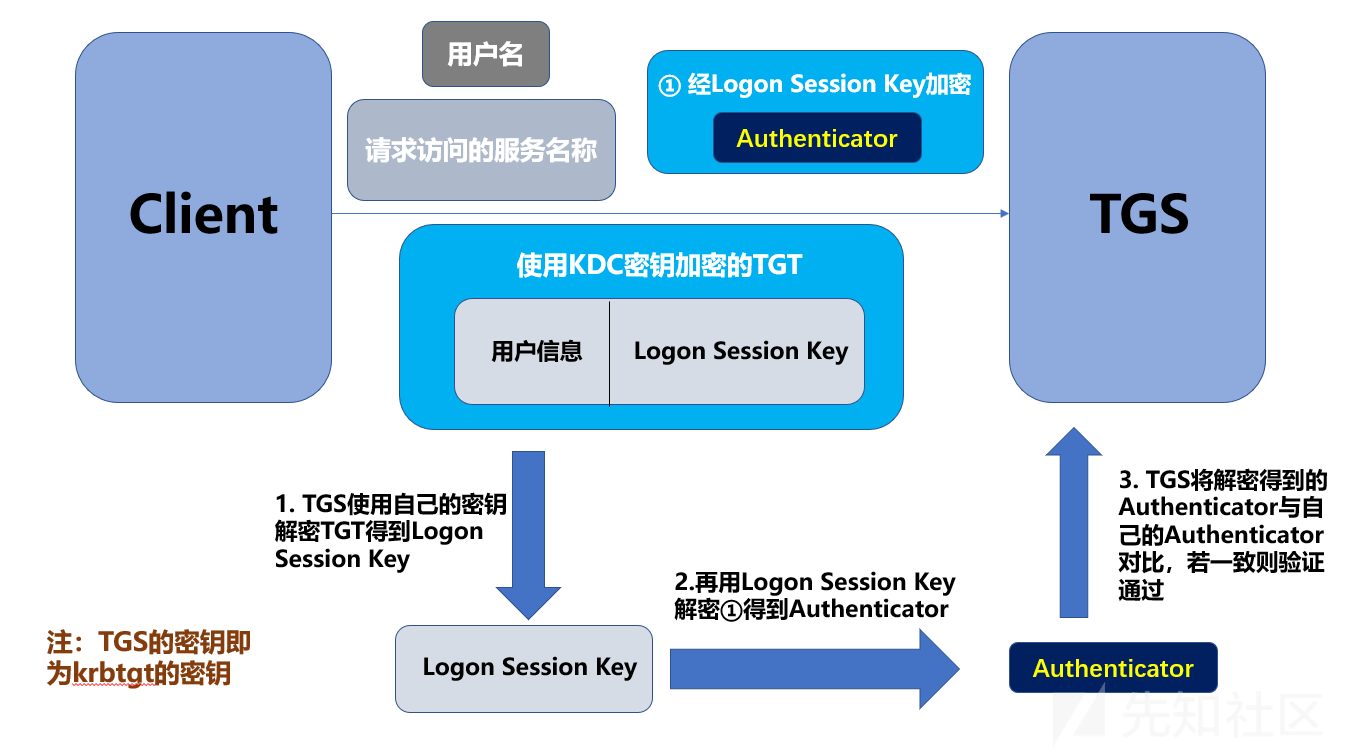 用户名
① 经Logon Session Key加密
Authenticator
请求访问的服务名称
Client
TGS
使用KDC密钥加密的TGT
用户信息
Logon Session Key
1. TGS使用自己的密钥
解密TGT得到Logon
Session Key
2.再用Logon Session Key
解密①得到Authenticator
3. TGS将解密得到的
Authenticator与自
己的Authenticator
对比，若一致则验证
通过
注：TGS的密钥即
为krbtgt的密钥
Logon Session Key
Authenticator
先知社区